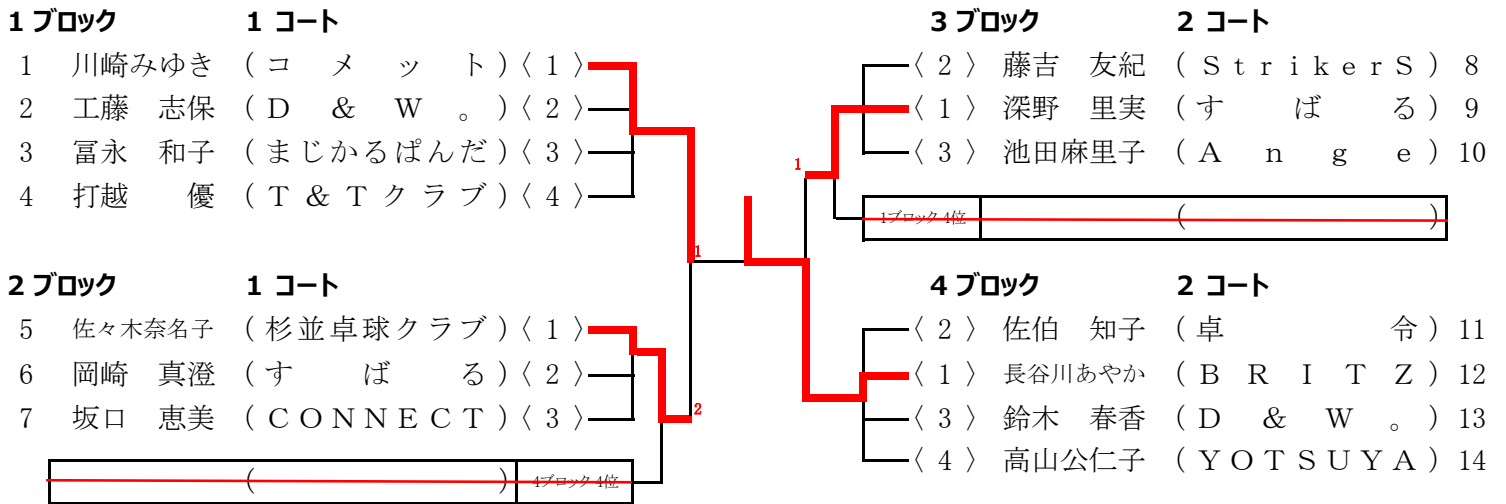 1 ブロック 1 コート
1 川崎みゆき (コメット)〈 1 〉
2 工藤 志保 (D & W 。)〈 2 〉
3 冨永 和子 (まじかるぱんだ)〈 3 〉
4 打越 優 (T&Tクラブ)〈 4 〉
2 ブロック 1 コート
5 佐々木奈名子 (杉並卓球クラブ)〈 1 〉
6 岡崎 真澄 (すばる)〈 2 〉
7 坂口 恵美 (CONNECT)〈 3 〉
( ) 4ブロック 4位
1
2
1
3 ブロック 2 コート
〈 2 〉 藤吉 友紀 (StrikerS) 8
〈 1 〉 深野 里実 (すばる) 9
〈 3 〉 池田麻里子 (Ange) 10
1ブロック 4位 ( )
4 ブロック 2 コート
〈 2 〉 佐伯 知子 (卓令) 11
〈 1 〉 長谷川あやか (BRITZ) 12
〈 3 〉 鈴木 春香 (D & W 。) 13
〈 4 〉 高山公仁子 (YOTSUYA) 14